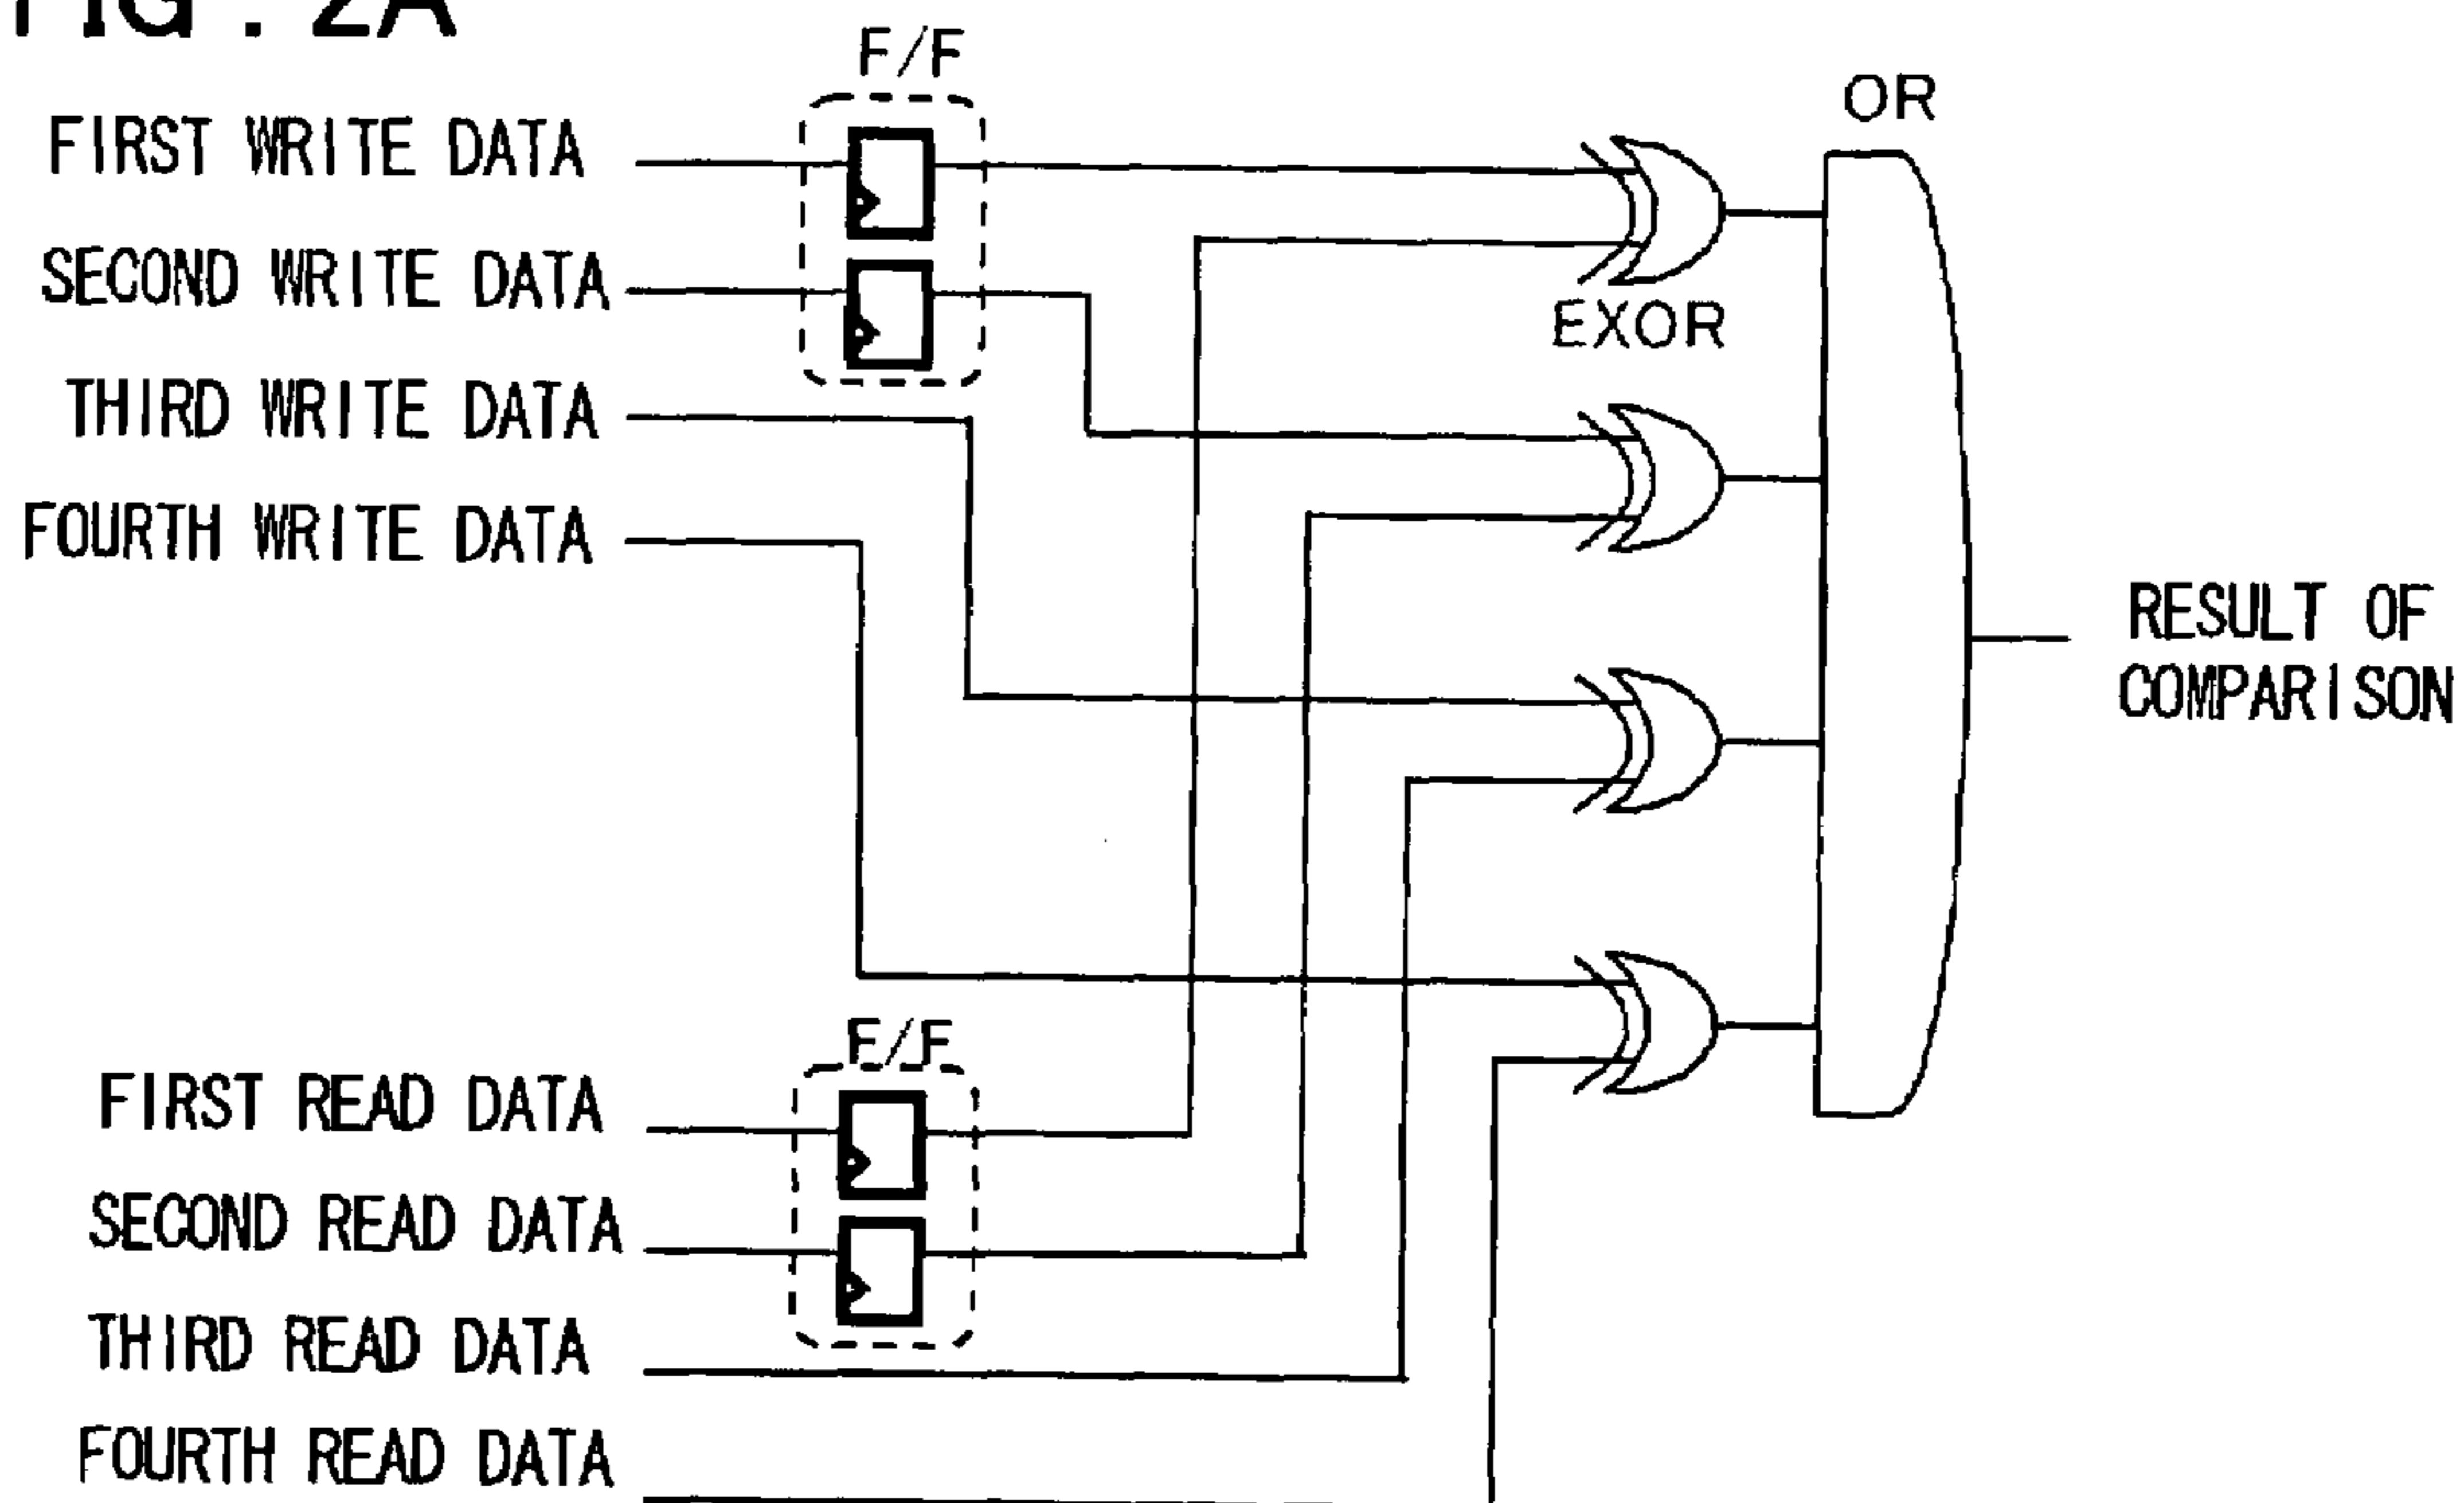 FIG . 2A
F/F
OR
FIRST WRITE DATA
SECOND WRITE DATA
EXOR
THIRD WRITE DATA
FOURTH WRITE DATA
RESULT OF
COMPARISON
F/F
FIRST READ DATA
SECOND READ DATA
THIRD READ DATA
FOURTH READ DATA